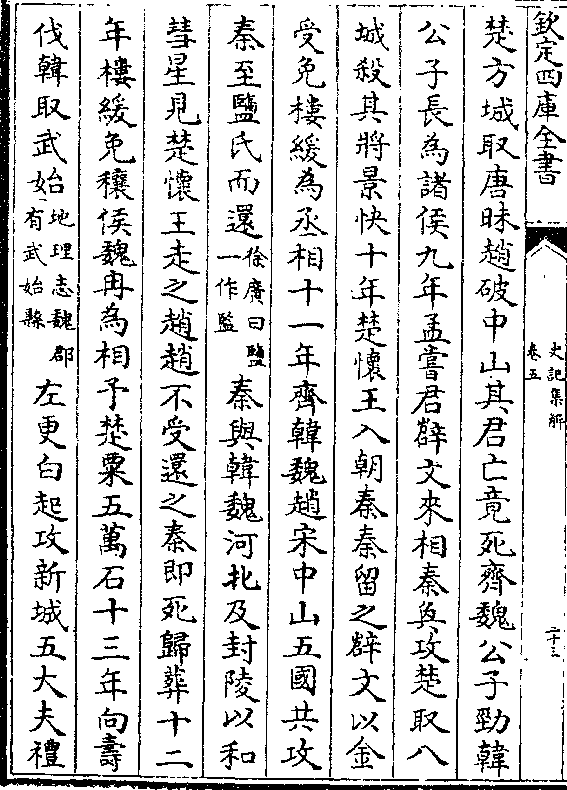 欽定四庫全書
史記集解
卷五
二十三
楚方城取唐昧趙破中山其君亡竟死齊魏公子勁韓
公子長為諸侯九年孟嘗君薛文來相秦奐攻楚取八
城殺其將景快十年楚懷王入朝秦秦留之薛文以金
受免樓緩為丞相十一年齊韓魏趙宋中山五國共攻
秦至鹽氏而還徐廣曰鹽一作監秦與韓魏河北及封陵以和
彗星見楚懷王走之趙趙不受還之秦即死歸葬十二
年樓緩免穰侯魏冉為相予楚粟五萬石十三年向壽
伐韓取武始地理志魏郡有武始縣左更白起攻新城五大夫禮